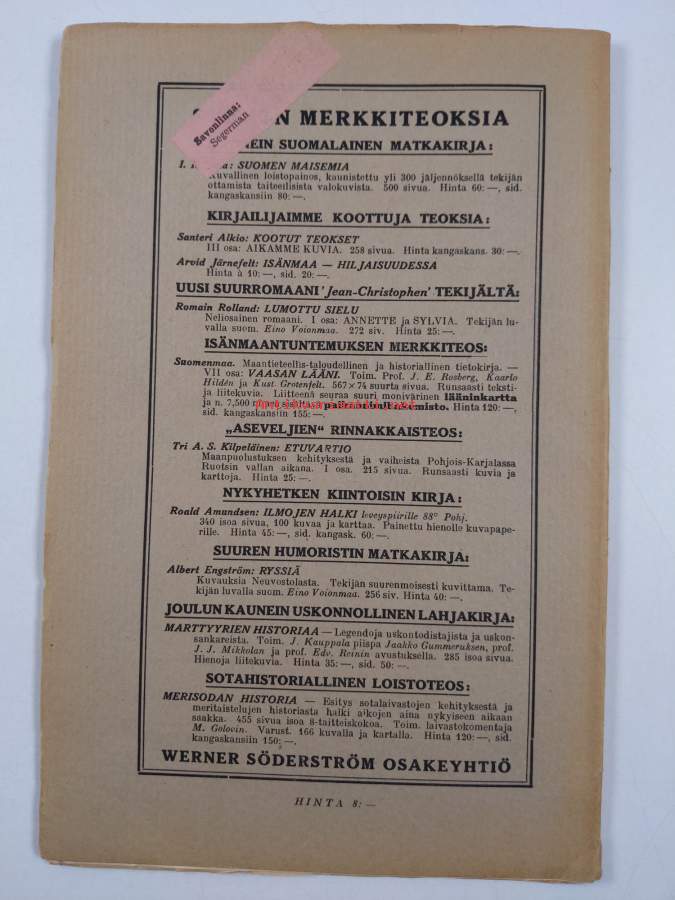 Savonlinna:
Segerman
N MERKKITEOKSIA
NEIN SUOMALAINEN MATKAKIRJA:
I. : SUOMEN MAISEMIA
Kuvallinen loistopainos, kaunistettu yli 300 jäljennöksellä tekijän
ottamista taiteellisista valokuvista. 500 sivua. Hinta 60:—, sid.
kangaskansiin 80:—.
KIRJAILIJAIMME KOOTTUJA TEOKSIA:
Santeri Alkio: KOOTUT TEOKSET
III osa: AIKAMME KUVIA. 258 sivua. Hinta kangaskans. 30:—.
Arvid Järnefelt: ISÄNMAA — HILJAISUUDESSA
Hinta à 10:—, sid. 20:—.
UUSI SUURROMAANI 'Jean-Christophen' TEKIJÄLTÄ:
Romain Rolland: LUMOTTU SIELU
Neliosainen romaani. I osa: ANNETTE ja SYLVIA. Tekijän lu-
valla suom. Eino Voionmaa. 272 siv. Hinta 25:—.
ISÄNMAANTUNTEMUKSEN MERKKITEOS:
Suomenmaa. Maantieteellis-taloudellinen ja historiallinen tietokirja. —
VII osa: VAASAN LÄÄNI. Toim. Prof. J. E. Rosberg, Kaarlo
Hildén ja Kust. Grotenfelt. 567×74 suurta sivua. Runsaasti teksti-
ja liitekuvia. Liitteenä seuraa suuri monivärinen lääninkartta
ja n. 7,500 Hinta 120:—,
sid. kangaskansiin 155:—.
„ASEVELJIEN" RINNAKKAISTEOS:
Tri A. S. Kilpeläinen: ETUVARTIO
Maanpuolustuksen kehityksestä ja vaiheista Pohjois-Karjalassa
Ruotsin vallan aikana. I osa. 215 sivua. Runsaasti kuvia ja
karttoja. Hinta 25:—.
NYKYHETKEN KIINTOISIN KIRJA:
Roald Amundsen: ILMOJEN HALKI leveyspiirille 88° Pohj.
340 isoa sivua, 100 kuvaa ja karttaa. Painettu hienolle kuvapape-
rille. Hinta 45:—, sid. kangask. 60:—.
SUUREN HUMORISTIN MATKAKIRJA:
Albert Engström: RYSSIÄ
Kuvauksia Neuvostolasta. Tekijän suurenmoisesti kuvittama. Te-
kijän luvalla suom. Eino Voionmaa. 256 siv. Hinta 40:—.
JOULUN KAUNEIN USKONNOLLINEN LAHJAKIRJA:
MARTTYYRIEN HISTORIAA — Legendoja uskontodistajista ja uskon-
sankareista. Toim. J. Kauppala piispa Jaakko Gummeruksen, prof.
J. J. Mikkolan ja prof. Edv. Reinin avustuksella. 285 isoa sivua.
Hienoja liitekuvia. Hinta 35:—, sid. 50:—.
SOTAHISTORIALLINEN LOISTOTEOS:
MERISODAN HISTORIA — Esitys sotalaivastojen kehityksestä ja
meritaistelujen historiasta halki aikojen aina nykyiseen aikaan
saakka. 455 sivua isoa 8-taitteiskokoa. Toim. laivastokomentaja
M. Golovin. Varust. 166 kuvalla ja kartalla. Hinta 120:—, sid.
kangaskansiin 150:—.
WERNER SÖDERSTRÖM OSAKEYHTIÖ
HINTA 8:—